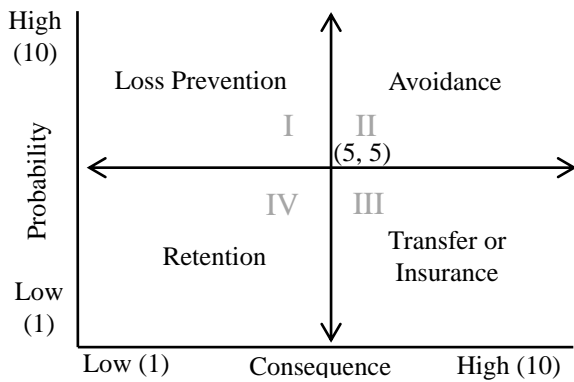 High
(10)
Loss Prevention
Avoidance
I
II
(5, 5)
Probability
IV
III
Retention
Transfer or
Insurance
Low
(1)
Low (1)
Consequence
High (10)